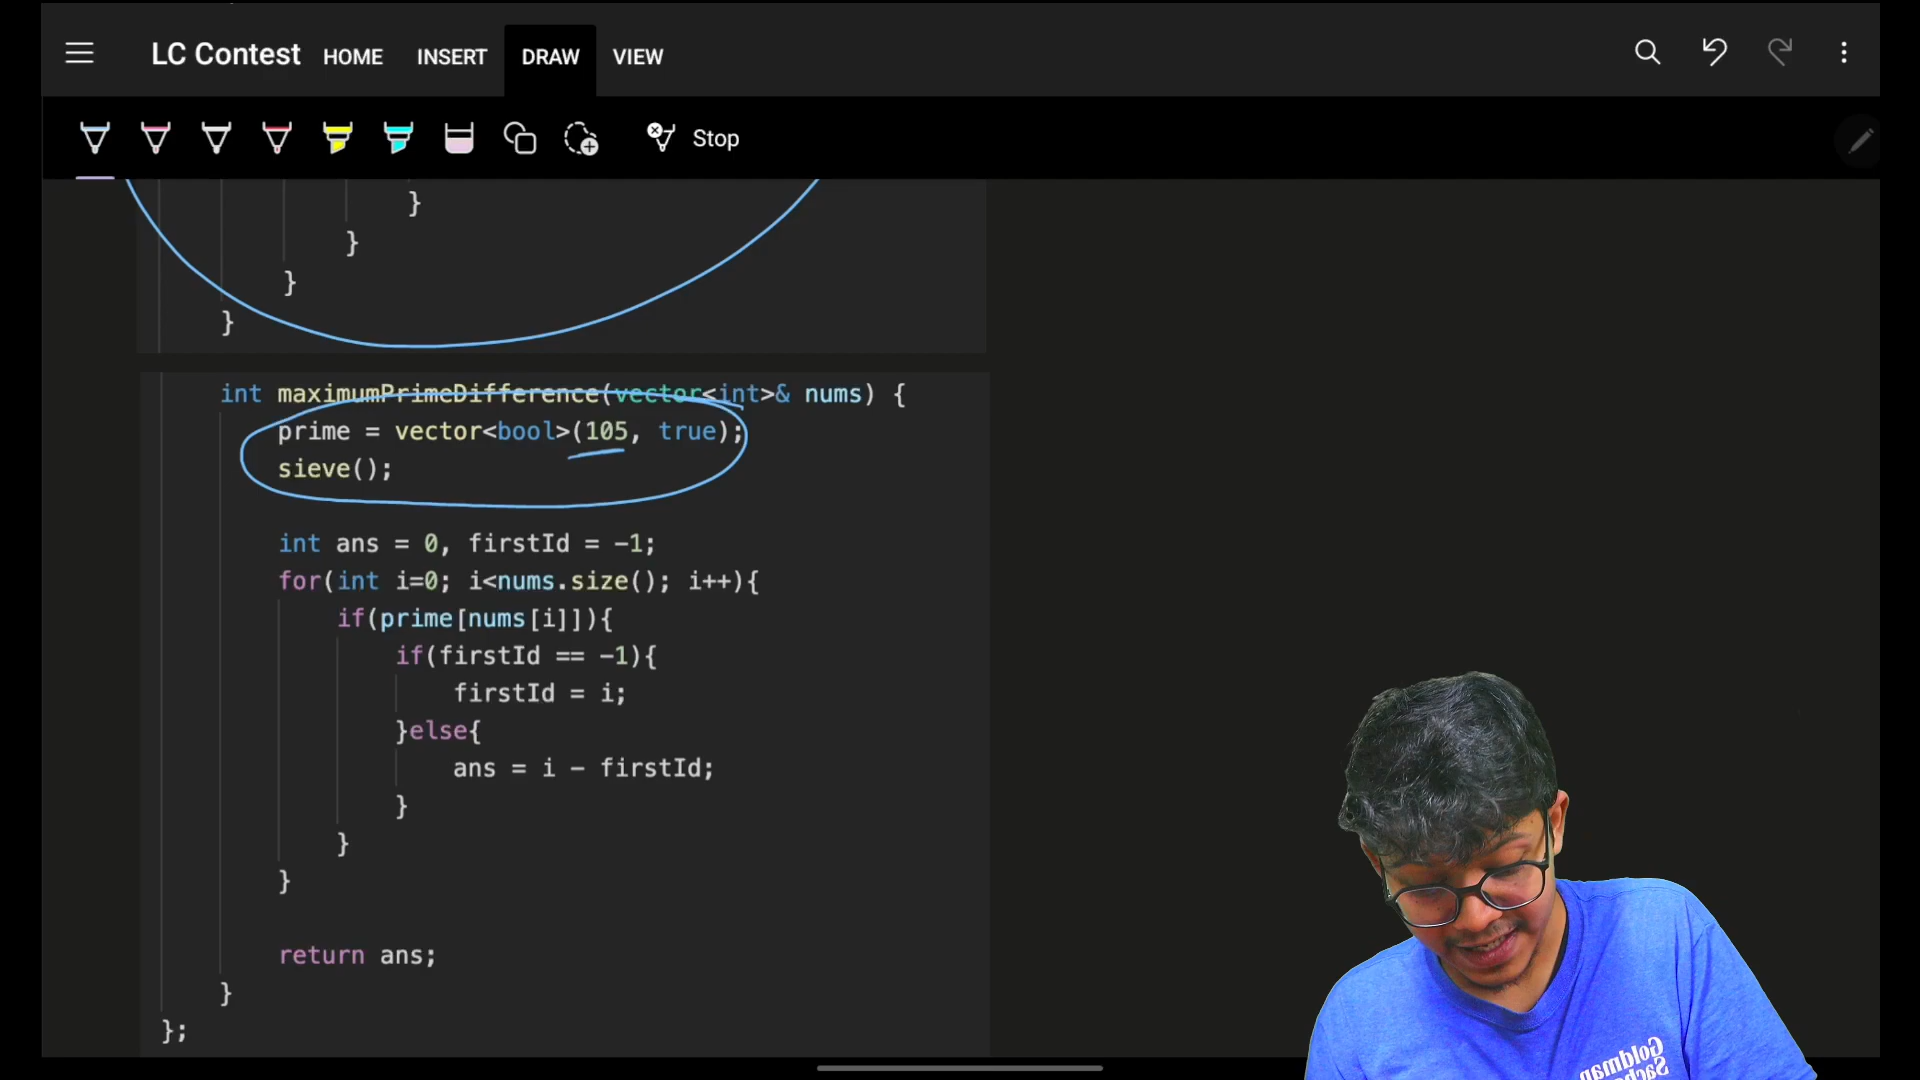 LC Contest HOME INSERT DRAW VIEW
Stop
}
}
}
}
int maximumPrimeDifference(vector<int>& nums) {
prime = vector<bool>(105, true);
sieve();
int ans = 0, firstId = -1;
for(int i=0; i<nums.size(); i++){
if(prime[nums[i]]){
if(firstId == -1){
firstId = i;
}else{
ans = i - firstId;
}
}
}
return ans;
}
};
Goldman
Sachs